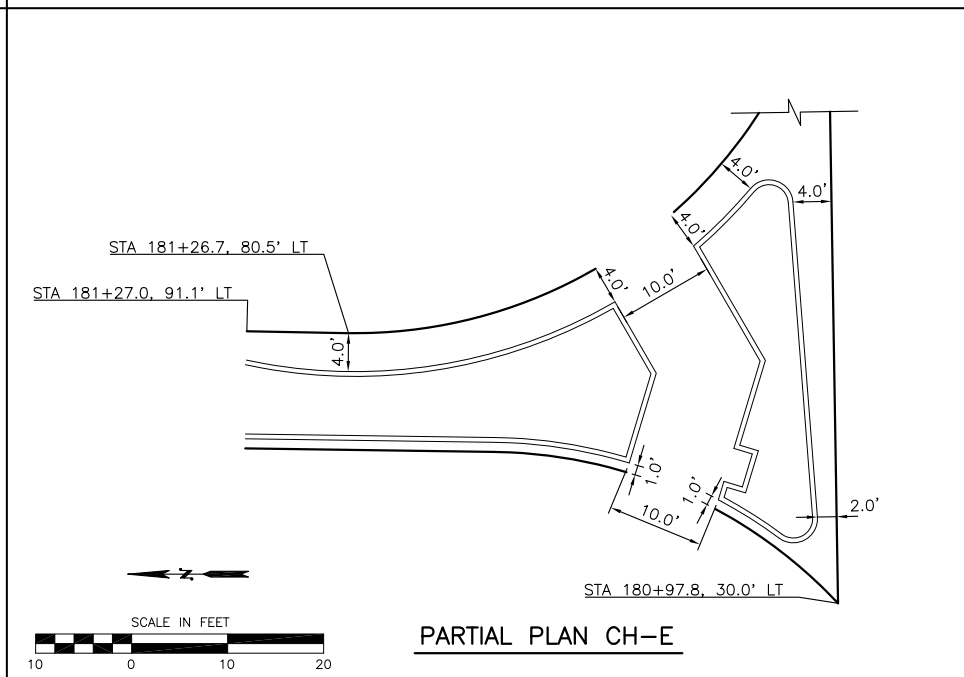 4.0'
4.0'
4.0'
STA 181+26.7, 80.5' LT
4.0'
10.0'
STA 181+27.0, 91.1' LT
4.0'
1.0'
1.0'
10.0'
2.0'
STA 180+97.8, 30.0' LT
N
SCALE IN FEET
10 0 10 20
PARTIAL PLAN CH-E